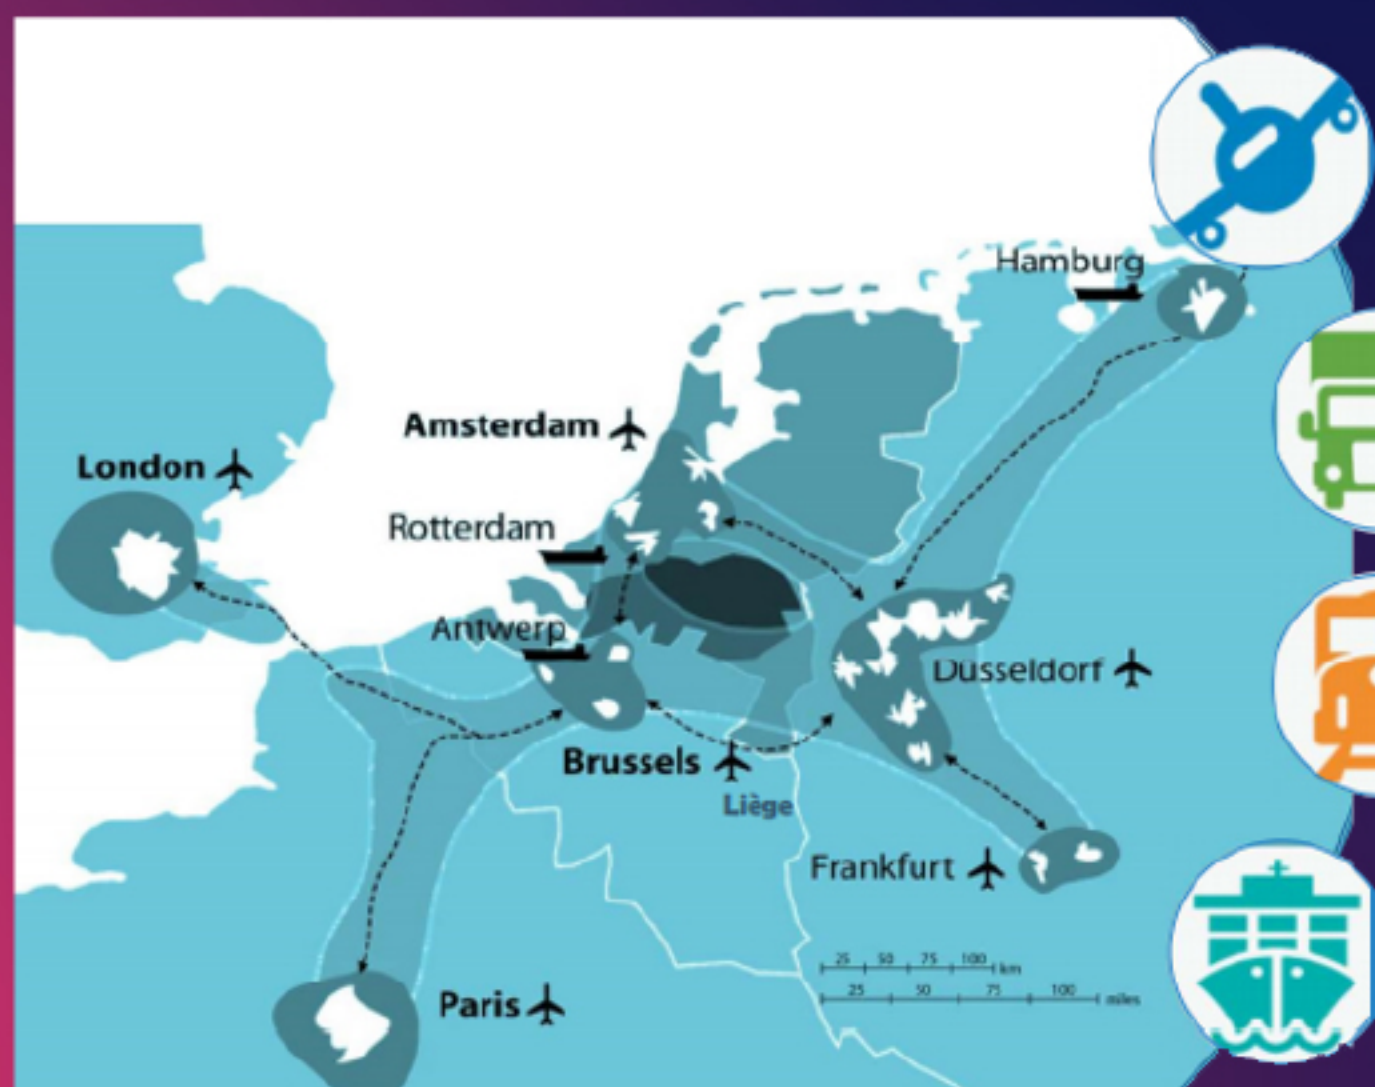 Hamburg
Amsterdam
London
Rotterdam
Antwerp
Dusseldorf
Brussels
Liège
Frankfurt
25 50 75 100 km
25 50 75 100 miles
Paris